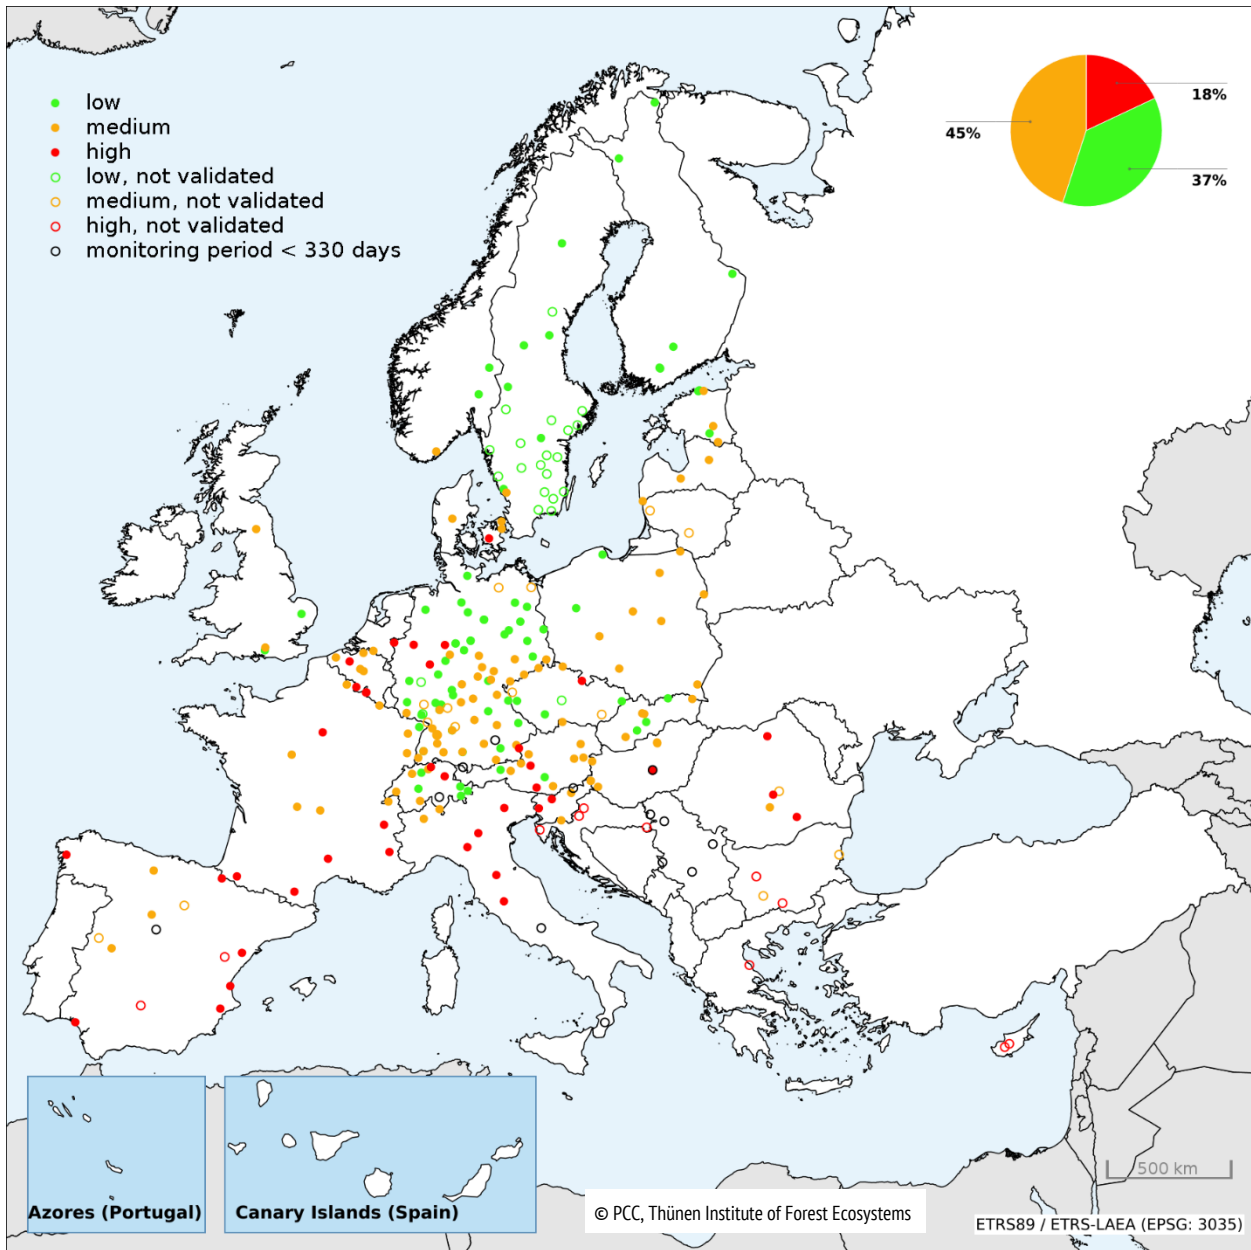 low
medium
high
low, not validated
medium, not validated
high, not validated
monitoring period < 330 days
18%
45%
37%
500 km
Azores (Portugal)
Canary Islands (Spain)
© PCC, Thünen Institute of Forest Ecosystems
ETRS89 / ETRS-LAEA (EPSG: 3035)